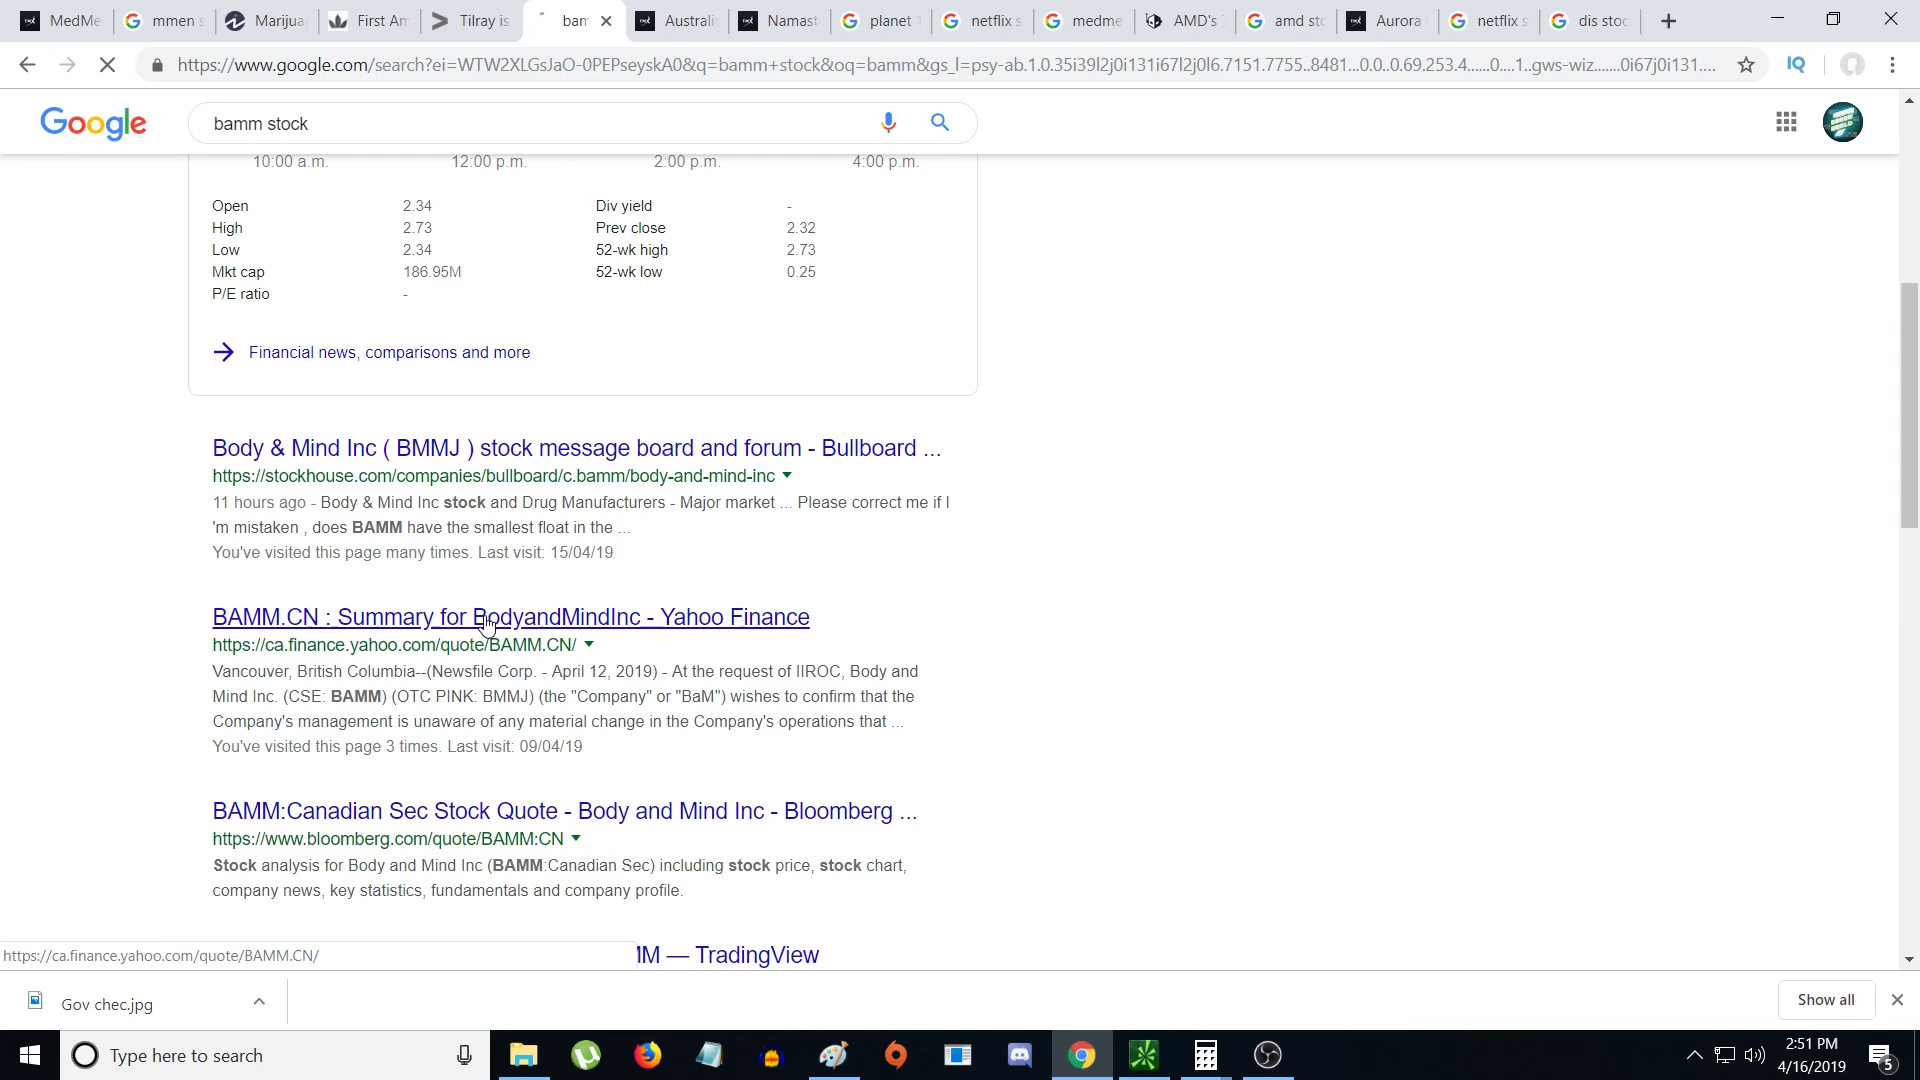 MedMe
mmen s
Marijua
First Am
Tilray is
bam
Australi
Namast
planet 1
netflix s
medme
AMD's 7
amd sto
Aurora
netflix s
dis stoc
https://www.google.com/search?ei=WTW2XLGsJaO-0PEPseyskA0&q=bamm+stock&oq=bamm&gs_l=psy-ab.1.0.35i39l2j0i131i67l2j0l6.7151.7755..8481...0.0..0.69.253.4......0....1..gws-wiz.......0i67j0i131....
IQ
Google
bamm stock
10:00 a.m. 12:00 p.m. 2:00 p.m. 4:00 p.m.
Open 2.34 Div yield -
High 2.73 Prev close 2.32
Low 2.34 52-wk high 2.73
Mkt cap 186.95M 52-wk low 0.25
P/E ratio -
Financial news, comparisons and more
Body & Mind Inc ( BMMJ ) stock message board and forum - Bullboard ...
https://stockhouse.com/companies/bullboard/c.bamm/body-and-mind-inc
11 hours ago - Body & Mind Inc stock and Drug Manufacturers - Major market ... Please correct me if I
'm mistaken , does BAMM have the smallest float in the ...
You've visited this page many times. Last visit: 15/04/19
BAMM.CN : Summary for BodyandMindInc - Yahoo Finance
https://ca.finance.yahoo.com/quote/BAMM.CN/
Vancouver, British Columbia--(Newsfile Corp. - April 12, 2019) - At the request of IIROC, Body and
Mind Inc. (CSE: BAMM) (OTC PINK: BMMJ) (the "Company" or "BaM") wishes to confirm that the
Company's management is unaware of any material change in the Company's operations that ...
You've visited this page 3 times. Last visit: 09/04/19
BAMM:Canadian Sec Stock Quote - Body and Mind Inc - Bloomberg ...
https://www.bloomberg.com/quote/BAMM:CN
Stock analysis for Body and Mind Inc (BAMM:Canadian Sec) including stock price, stock chart,
company news, key statistics, fundamentals and company profile.
IM — TradingView
https://ca.finance.yahoo.com/quote/BAMM.CN/
Gov chec.jpg
Show all
Type here to search
2:51 PM
4/16/2019
5